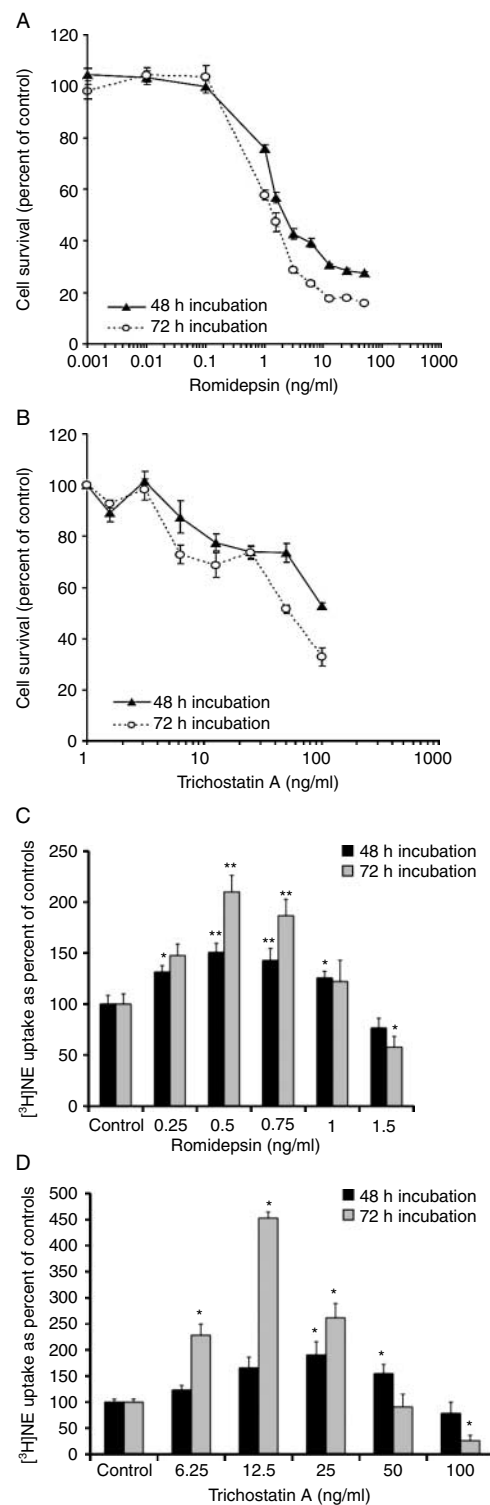 A
120
100
80
60
40
20
0
Cell survival (percent of control)
48 h incubation
72 h incubation
0.001 0.01 0.1 1 10 100 1000
Romidepsin (ng/ml)
B
120
100
80
60
40
20
0
Cell survival (percent of control)
48 h incubation
72 h incubation
1 10 100 1000
Trichostatin A (ng/ml)
C
48 h incubation
72 h incubation
250
200
150
100
50
0
[³H]NE uptake as percent of controls
* ** ** ** ** * *
Control 0.25 0.5 0.75 1 1.5
Romidepsin (ng/ml)
D
48 h incubation
72 h incubation
500
450
400
350
300
250
200
150
100
50
0
[³H]NE uptake as percent of controls
* * * * * *
Control 6.25 12.5 25 50 100
Trichostatin A (ng/ml)